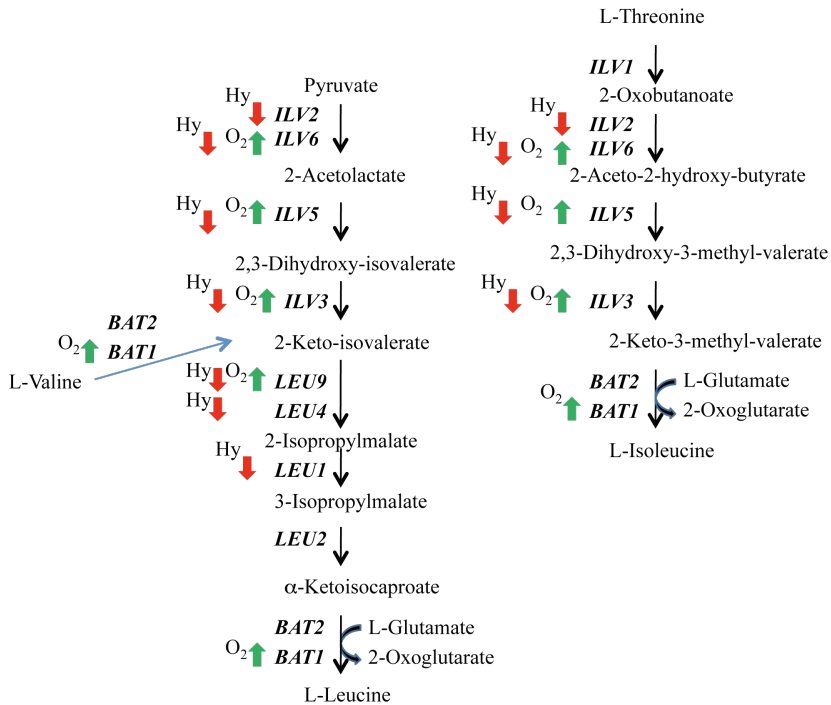 L-Threonine
ILV1
2-Oxobutanoate
Hy
ILV2
Hy O2 ILV6
2-Aceto-2-hydroxy-butyrate
Hy O2 ILV5
2,3-Dihydroxy-3-methyl-valerate
Hy O2 ILV3
2-Keto-3-methyl-valerate
BAT2 L-Glutamate
O2 BAT1 2-Oxoglutarate
L-Isoleucine
Pyruvate
Hy
ILV2
Hy O2 ILV6
2-Acetolactate
Hy O2 ILV5
2,3-Dihydroxy-isovalerate
Hy O2 ILV3
BAT2
O2 BAT1
L-Valine
2-Keto-isovalerate
Hy O2 LEU9
Hy LEU4
2-Isopropylmalate
Hy LEU1
3-Isopropylmalate
LEU2
α-Ketoisocaproate
BAT2 L-Glutamate
O2 BAT1 2-Oxoglutarate
L-Leucine